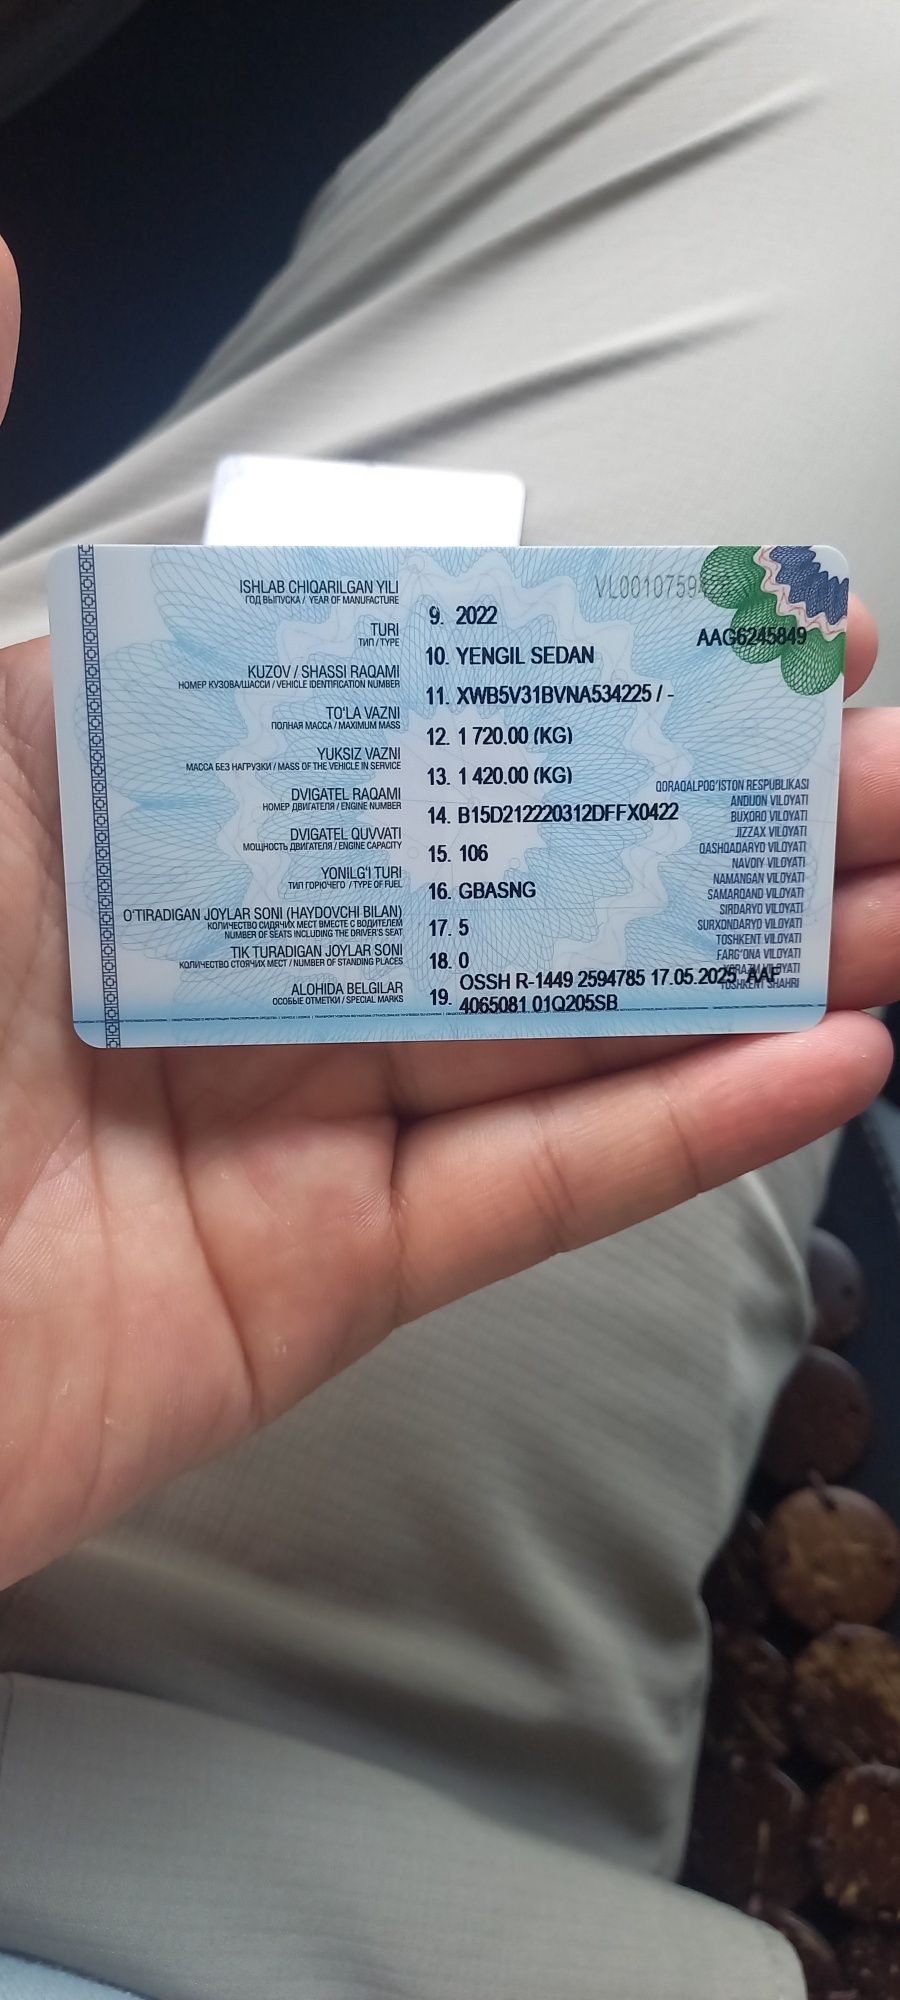 VL0010759
AAG6245849
ISHLAB CHIQARILGAN YILI
ГОД ВЫПУСКА / YEAR OF MANUFACTURE
9. 2022
TURI
ТИП / TYPE
10. YENGIL SEDAN
KUZOV / SHASSI RAQAMI
НОМЕР КУЗОВА/ШАССИ / VEHICLE IDENTIFICATION NUMBER
11. XWB5V31BVNA534225 / -
TO'LA VAZNI
ПОЛНАЯ МАССА / MAXIMUM MASS
12. 1 720.00 (KG)
YUKSIZ VAZNI
МАССА БЕЗ НАГРУЗКИ / MASS OF THE VEHICLE IN SERVICE
13. 1 420.00 (KG)
DVIGATEL RAQAMI
НОМЕР ДВИГАТЕЛЯ / ENGINE NUMBER
14. B15D212220312DFFX0422
DVIGATEL QUVVATI
МОЩНОСТЬ ДВИГАТЕЛЯ / ENGINE CAPACITY
15. 106
YONILG'I TURI
ТИП ГОРЮЧЕГО / TYPE OF FUEL
16. GBASNG
O'TIRADIGAN JOYLAR SONI (HAYDOVCHI BILAN)
КОЛИЧЕСТВО СИДЯЧИХ МЕСТ ВМЕСТЕ С ВОДИТЕЛЕМ
NUMBER OF SEATS INCLUDING THE DRIVER'S SEAT
17. 5
TIK TURADIGAN JOYLAR SONI
КОЛИЧЕСТВО СТОЯЧИХ МЕСТ / NUMBER OF STANDING PLACES
18. 0
ALOHIDA BELGILAR
ОСОБЫЕ ОТМЕТКИ / SPECIAL MARKS
19. OSSH R-1449 2594785 17.05.2025 AAF
4065081 01Q205SB
QORAQALPOG'ISTON RESPUBLIKASI
ANDIJON VILOYATI
BUXORO VILOYATI
JIZZAX VILOYATI
QASHQADARYO VILOYATI
NAVOIY VILOYATI
NAMANGAN VILOYATI
SAMARQAND VILOYATI
SIRDARYO VILOYATI
SURXONDARYO VILOYATI
TOSHKENT VILOYATI
FARG'ONA VILOYATI
XORAZM VILOYATI
TOSHKENT SHAHRI